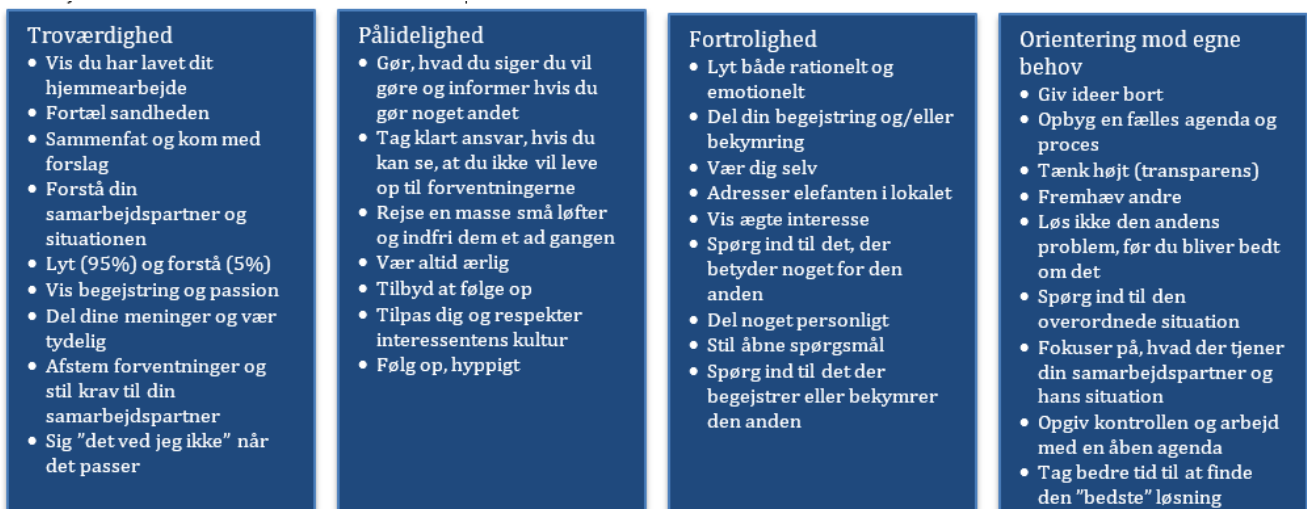 Troværdighed
• Vis du har lavet dit
hjemmearbejde
• Fortæl sandheden
• Sammenfat og kom med
forslag
• Forstå din
samarbejdspartner og
situationen
• Lyt (95%) og forstå (5%)
• Vis begejstring og passion
• Del dine meninger og vær
tydelig
• Afstem forventninger og
stil krav til din
samarbejdspartner
• Sig ”det ved jeg ikke” når
det passer
Pålidelighed
• Gør, hvad du siger du vil
gøre og informer hvis du
gør noget andet
• Tag klart ansvar, hvis du
kan se, at du ikke vil leve
op til forventningerne
• Rejse en masse små løfter
og indfri dem et ad gangen
• Vær altid ærlig
• Tilbyd at følge op
• Tilpas dig og respekter
interessentens kultur
• Følg op, hyppigt
Fortrolighed
• Lyt både rationelt og
emotionelt
• Del din begejstring og/eller
bekymring
• Vær dig selv
• Adresser elefanten i lokalet
• Vis ægte interesse
• Spørg ind til det, der
betyder noget for den
anden
• Del noget personligt
• Stil åbne spørgsmål
• Spørg ind til det der
begejstrer eller bekymrer
den anden
Orientering mod egne
behov
• Giv ideer bort
• Opbyg en fælles agenda og
proces
• Tænk højt (transparens)
• Fremhæv andre
• Løs ikke den andens
problem, før du bliver bedt
om det
• Spørg ind til den
overordnede situation
• Fokuser på, hvad der tjener
din samarbejdspartner og
hans situation
• Opgiv kontrollen og arbejd
med en åben agenda
• Tag bedre tid til at finde
den ”bedste” løsning